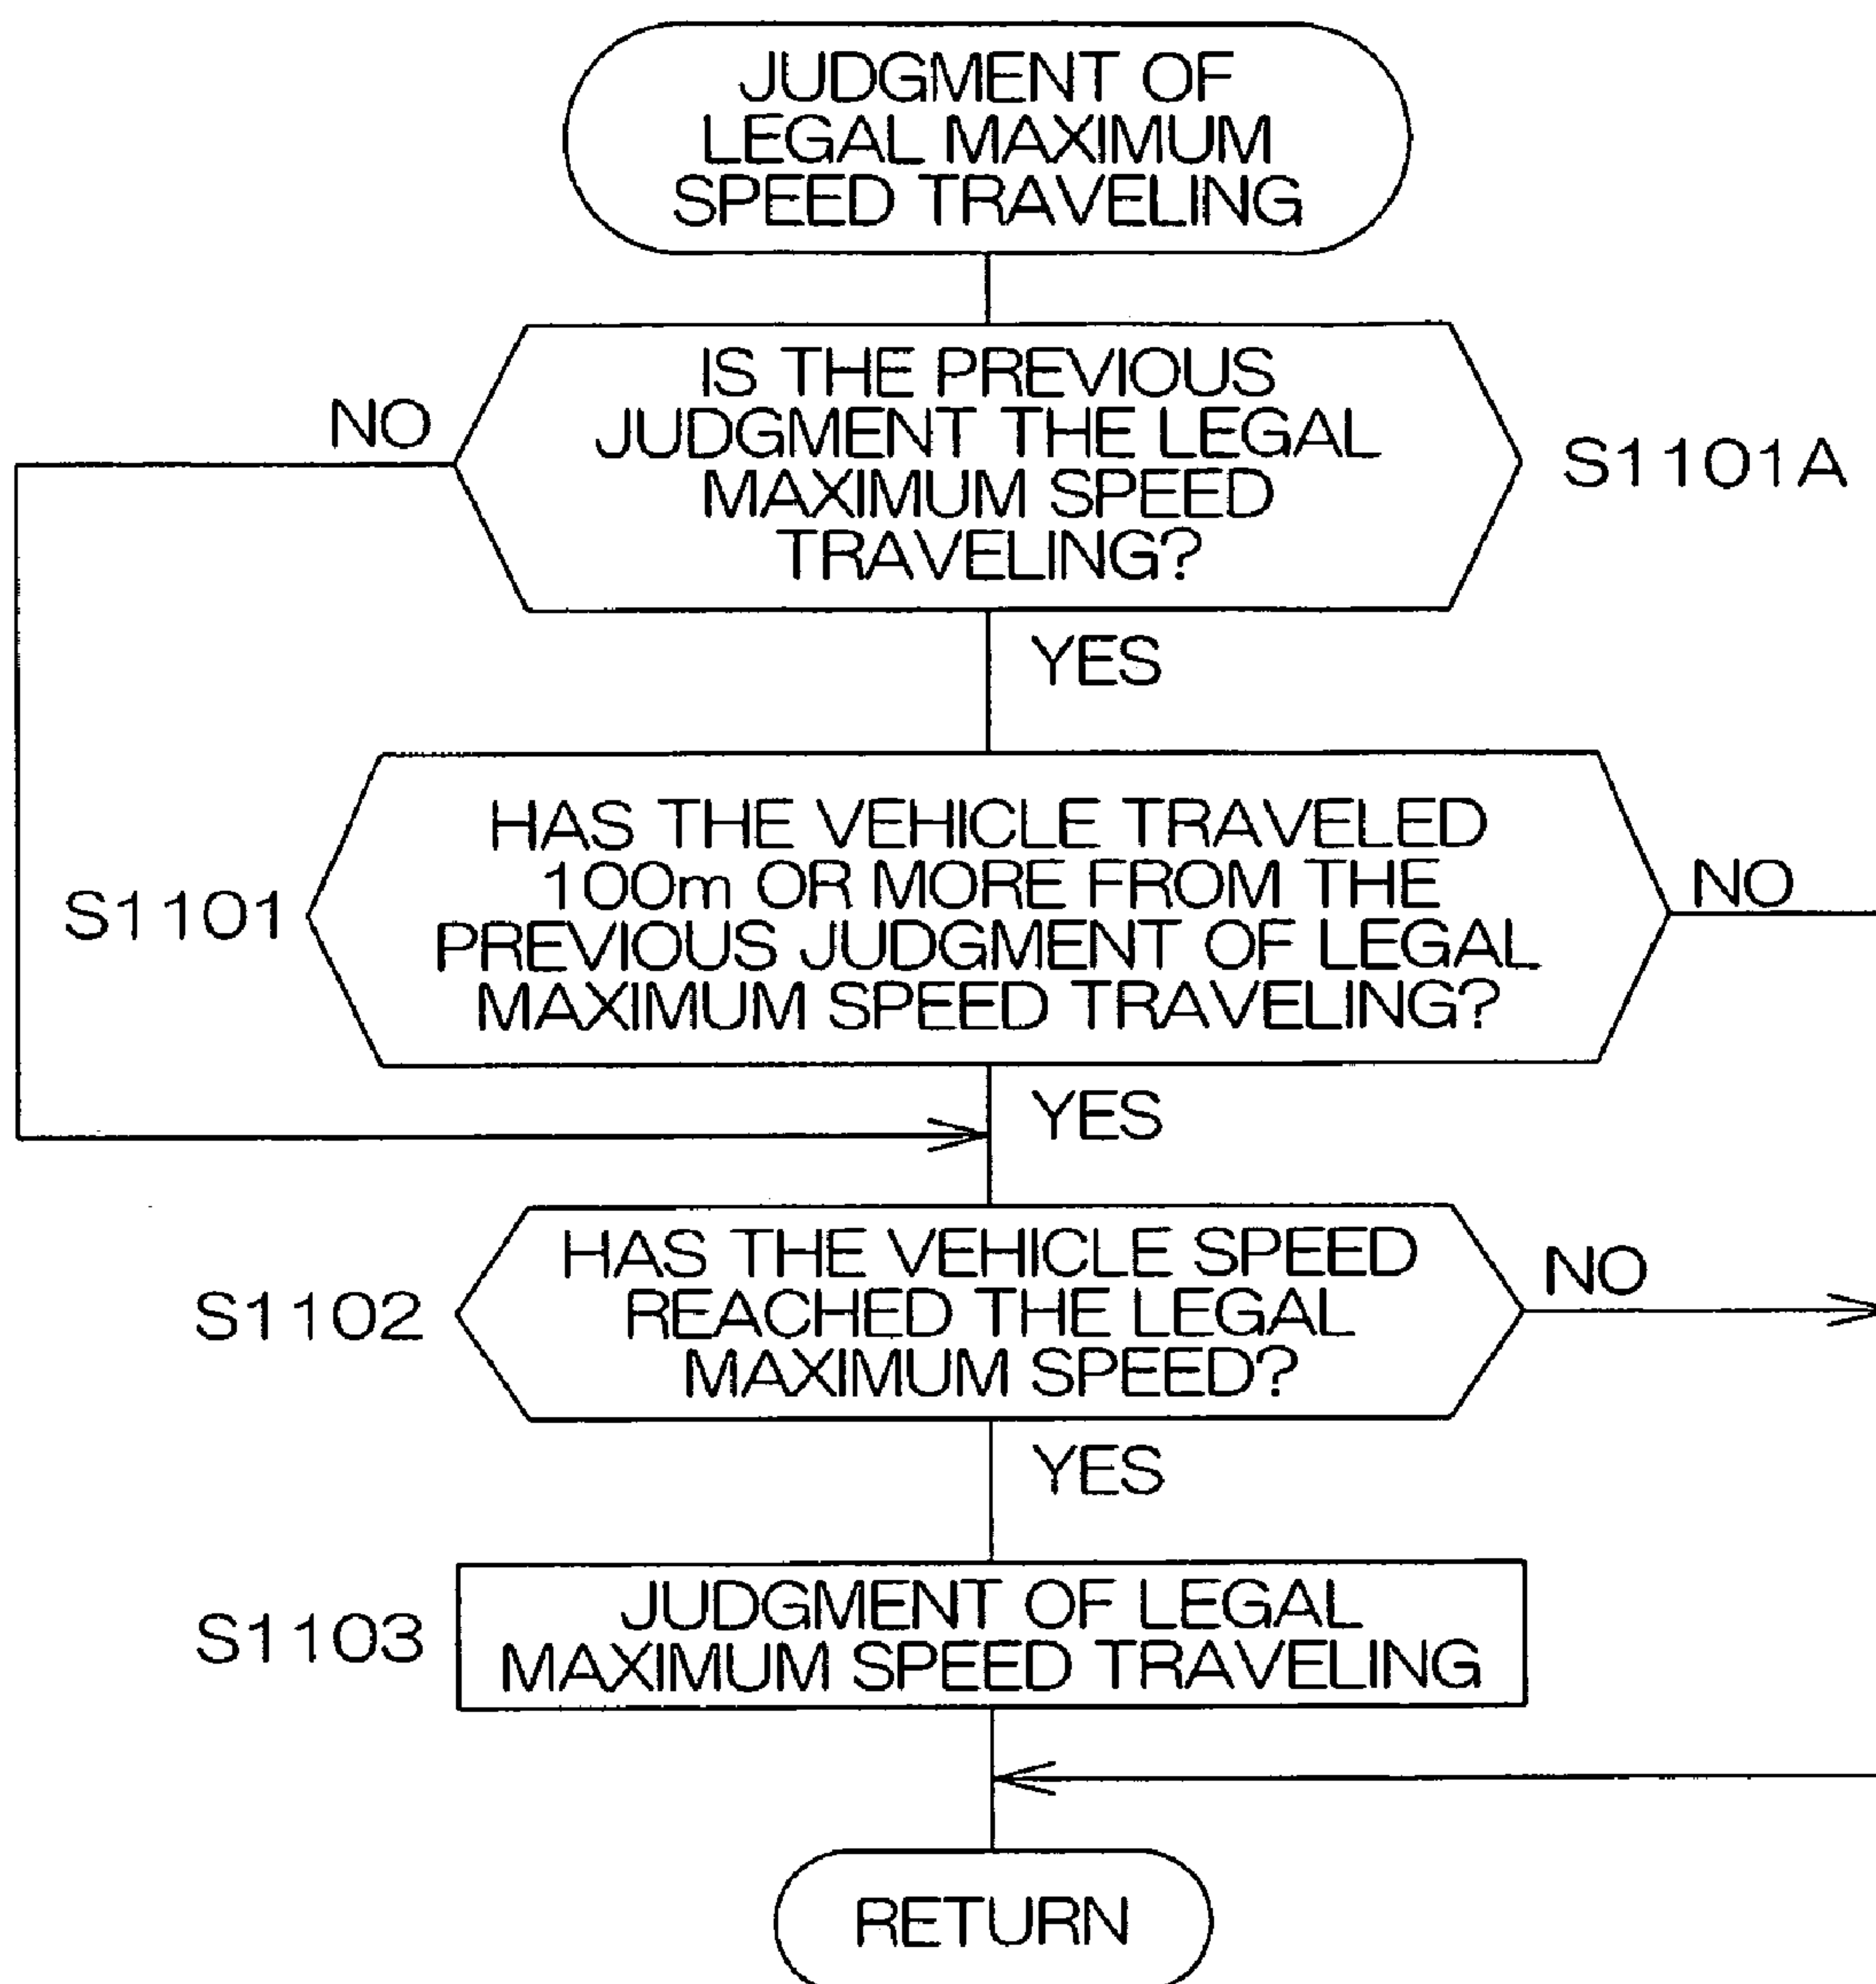 JUDGMENT OF
LEGAL MAXIMUM
SPEED TRAVELING
IS THE PREVIOUS
JUDGMENT THE LEGAL
MAXIMUM SPEED
TRAVELING?
NO
S1101A
YES
HAS THE VEHICLE TRAVELED
100m OR MORE FROM THE
PREVIOUS JUDGMENT OF LEGAL
MAXIMUM SPEED TRAVELING?
S1101
NO
YES
HAS THE VEHICLE SPEED
REACHED THE LEGAL
MAXIMUM SPEED?
S1102
NO
YES
S1103
JUDGMENT OF LEGAL
MAXIMUM SPEED TRAVELING
RETURN